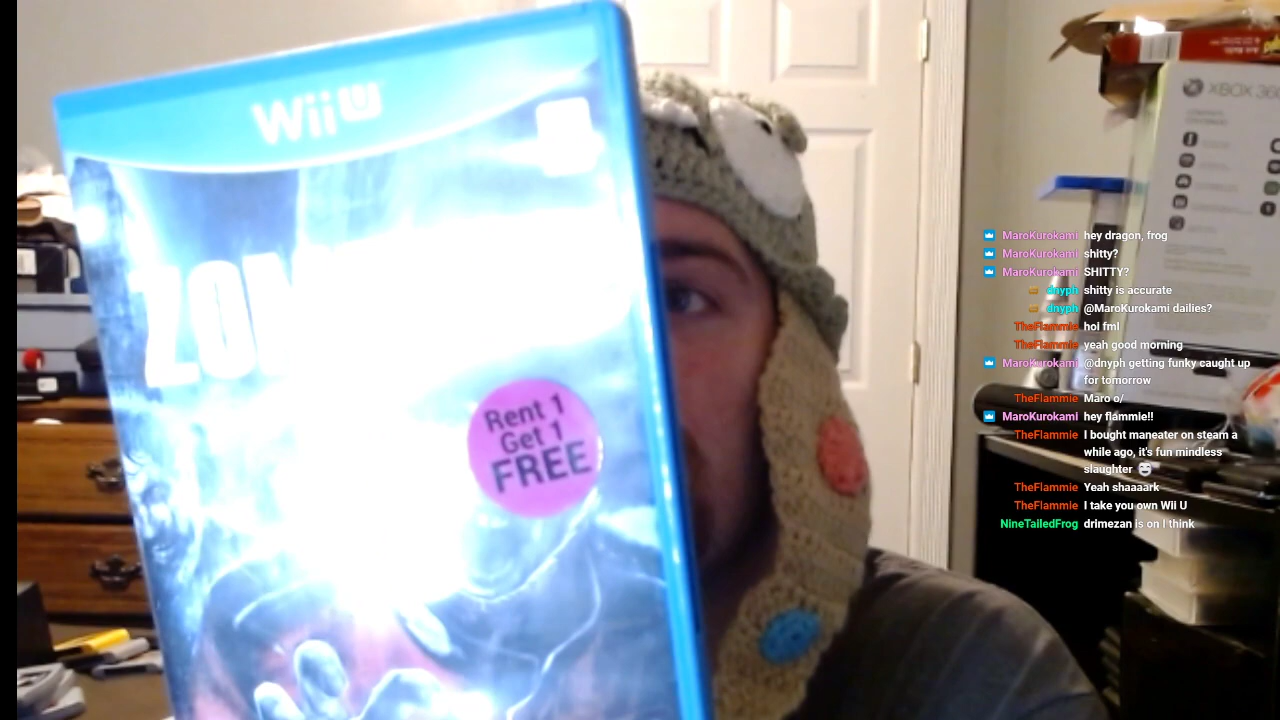 Wii U
ZOM
Rent 1
Get 1
FREE
XBOX 360
MaroKurokami hey dragon, frog
MaroKurokami shitty?
MaroKurokami SHITTY?
dnyph shitty is accurate
dnyph @MaroKurokami dailies?
TheFlammie hol fml
TheFlammie yeah good morning
MaroKurokami @dnyph getting funky caught up
for tomorrow
TheFlammie Maro o/
MaroKurokami hey flammie!!
TheFlammie I bought maneater on steam a
while ago, it's fun mindless
slaughter
TheFlammie Yeah shaaaark
TheFlammie I take you own Wii U
NineTailedFrog drimezan is on I think